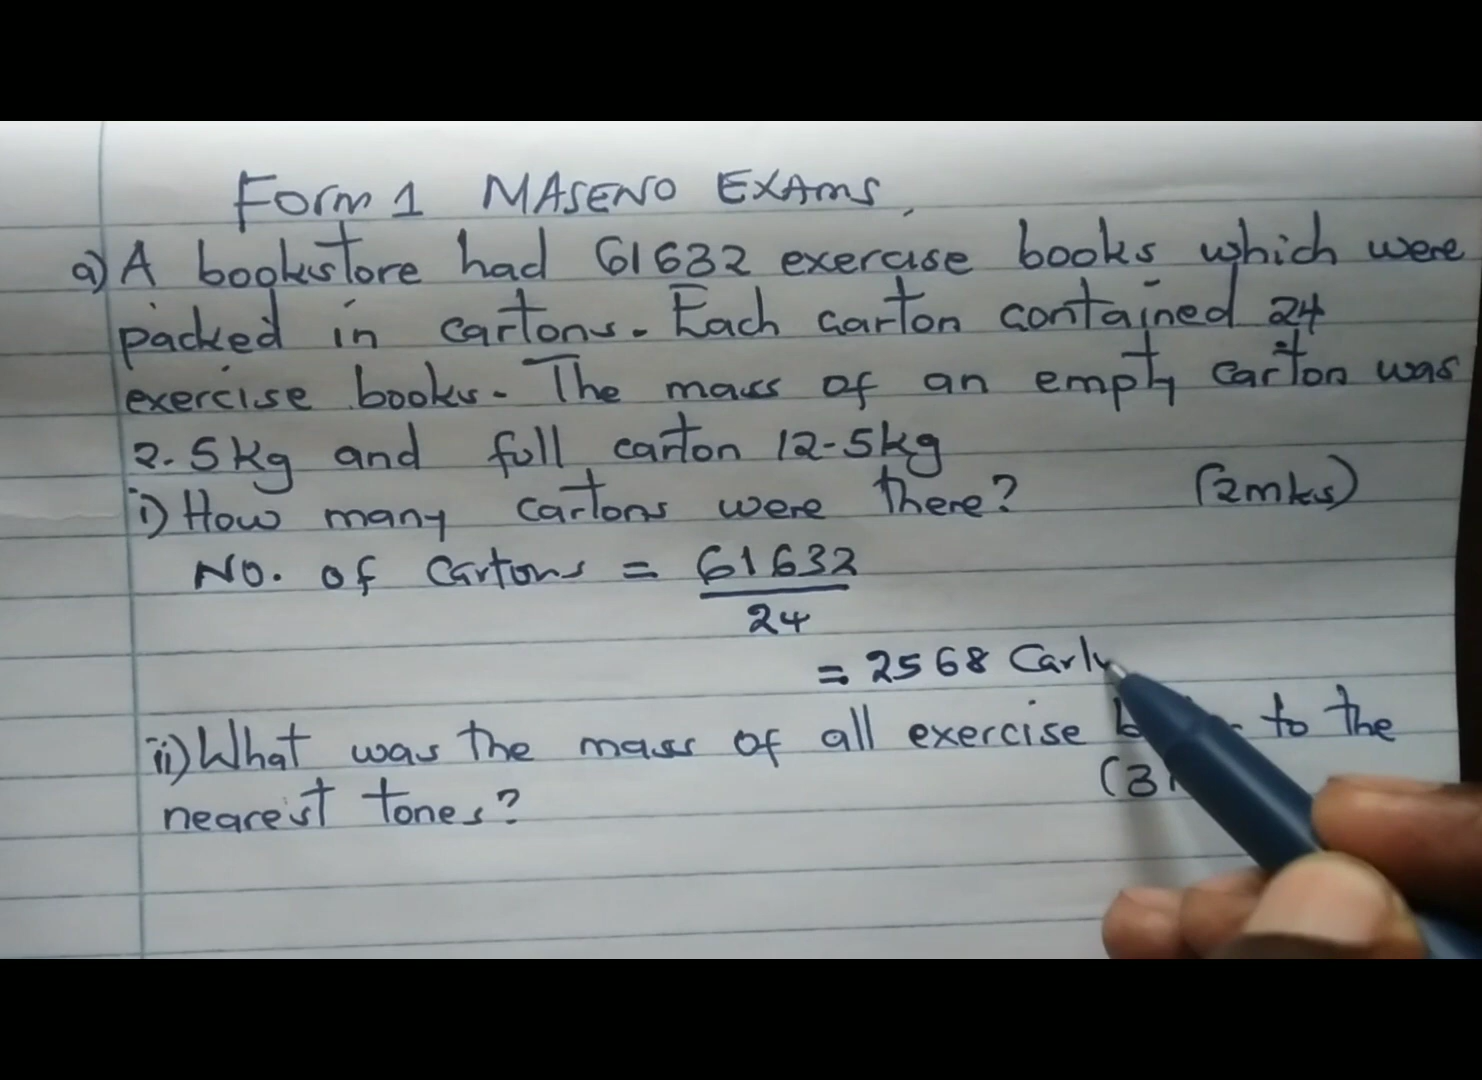 Form 1 MASENO EXAMS
a) A bookstore had 61632 exercise books which were
packed in cartons. Each carton contained 24
exercise books. The mass of an empty carton was
2.5kg and full carton 12.5kg
i) How many cartons were there? (2mks)
No. of Cartons = 61632
24
= 2568
ii) What was the mass of all exercise to the
nearest tones? (3